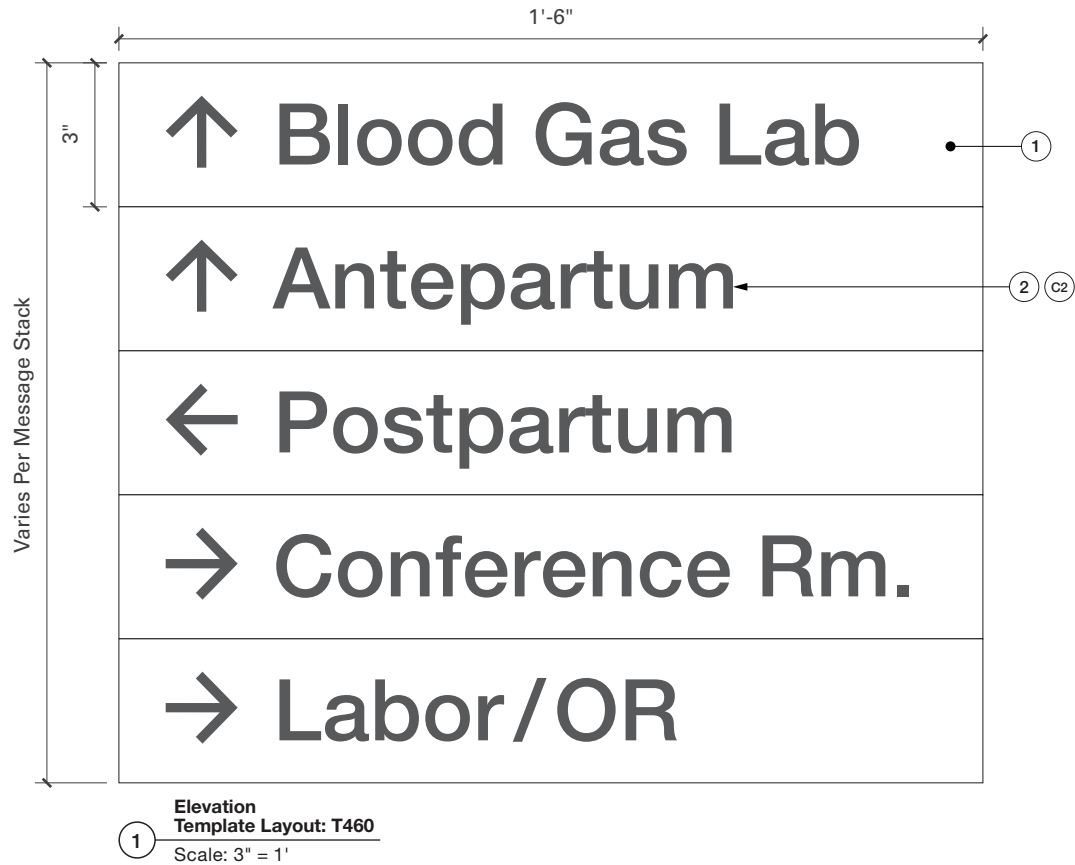 1'-6"
3"
Varies Per Message Stack
↑ Blood Gas Lab
1
↑ Antepartum
2 C2
← Postpartum
→ Conference Rm.
→ Labor/OR
1
Elevation
Template Layout: T460
Scale: 3" = 1'